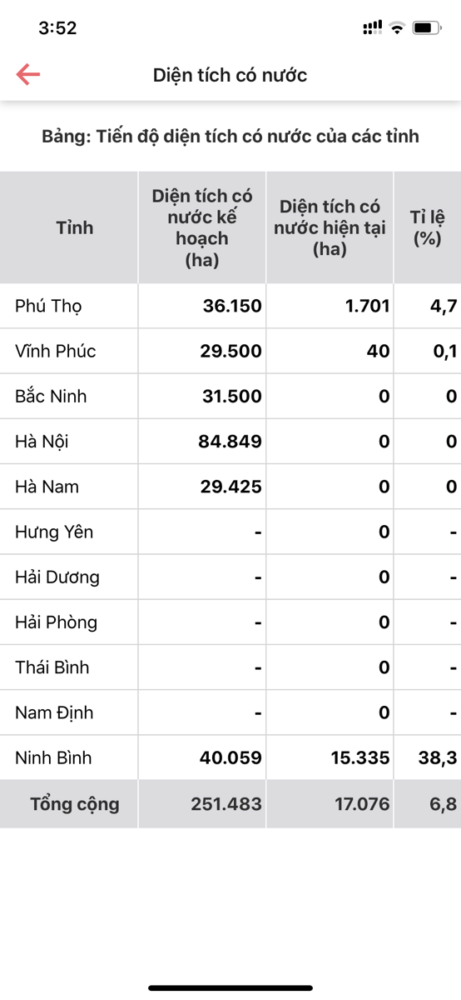 3:52
Diện tích có nước
Bảng: Tiến độ diện tích có nước của các tỉnh
Tỉnh
Diện tích có
nước kế
hoạch
(ha)
Diện tích có
nước hiện tại
(ha)
Tỉ lệ
(%)
Phú Thọ 36.150 1.701 4,7
Vĩnh Phúc 29.500 40 0,1
Bắc Ninh 31.500 0 0
Hà Nội 84.849 0 0
Hà Nam 29.425 0 0
Hưng Yên - 0 -
Hải Dương - 0 -
Hải Phòng - 0 -
Thái Bình - 0 -
Nam Định - 0 -
Ninh Bình 40.059 15.335 38,3
Tổng cộng 251.483 17.076 6,8